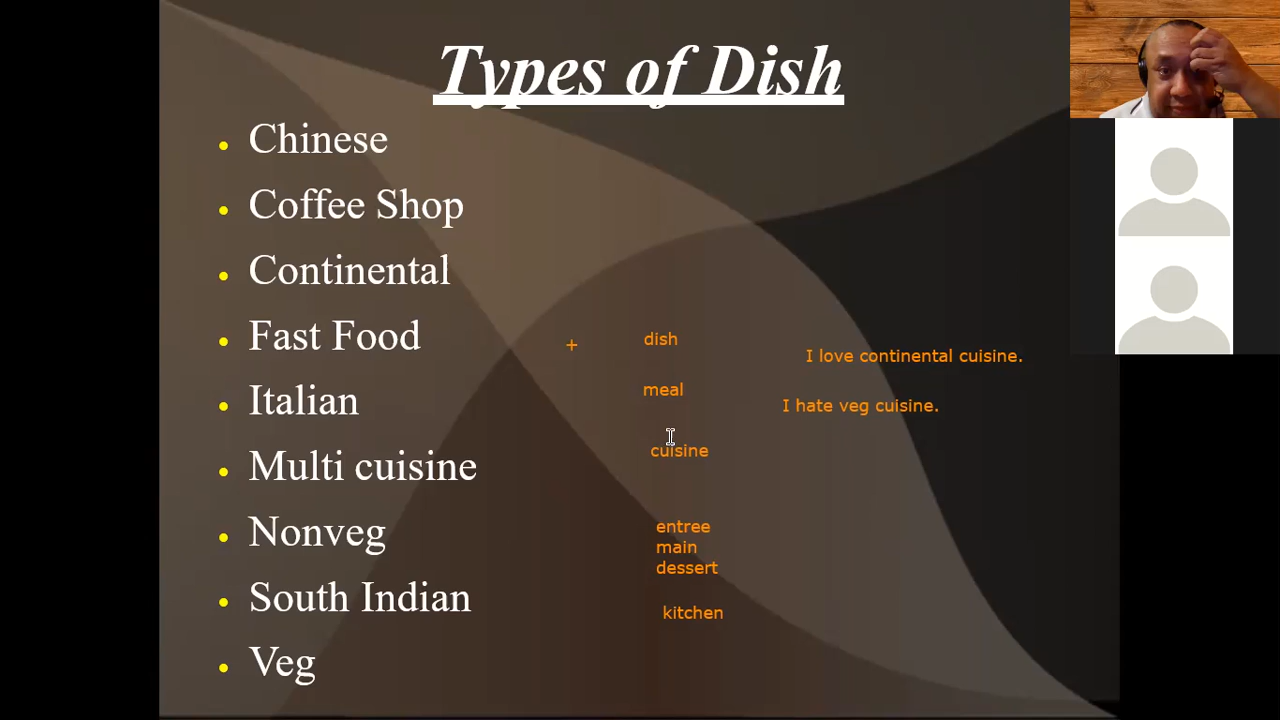 Types of Dish
Chinese
Coffee Shop
Continental
Fast Food
Italian
Multi cuisine
Nonveg
South Indian
Veg
+
dish
meal
cuisine
entree
main
dessert
kitchen
I love continental cuisine.
I hate veg cuisine.